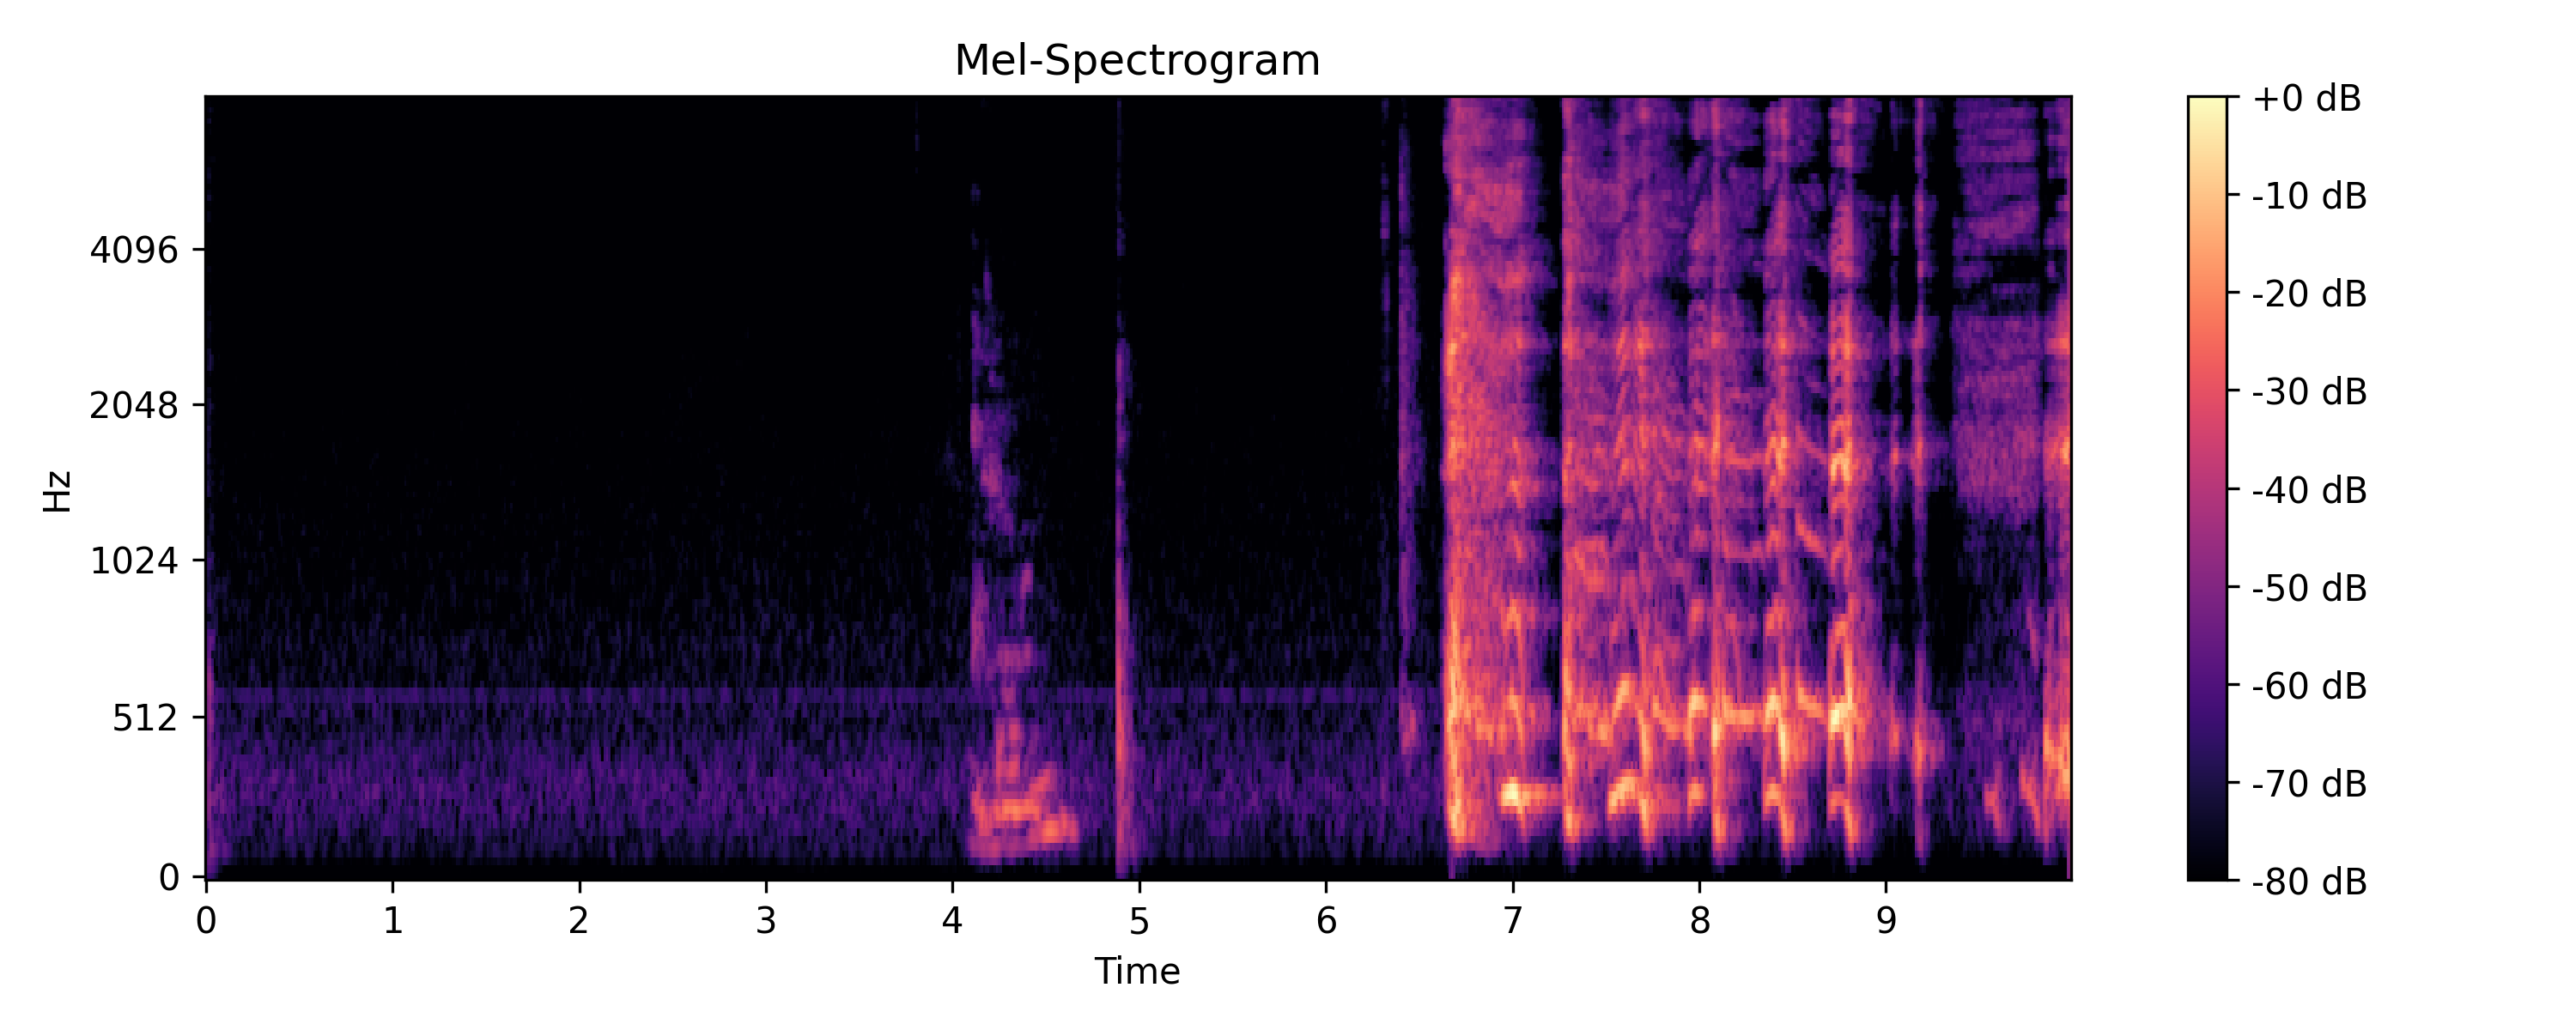 Mel-Spectrogram
+0 dB
-10 dB
-20 dB
-30 dB
-40 dB
-50 dB
-60 dB
-70 dB
-80 dB
4096
2048
1024
512
0
Hz
0 1 2 3 4 5 6 7 8 9
Time